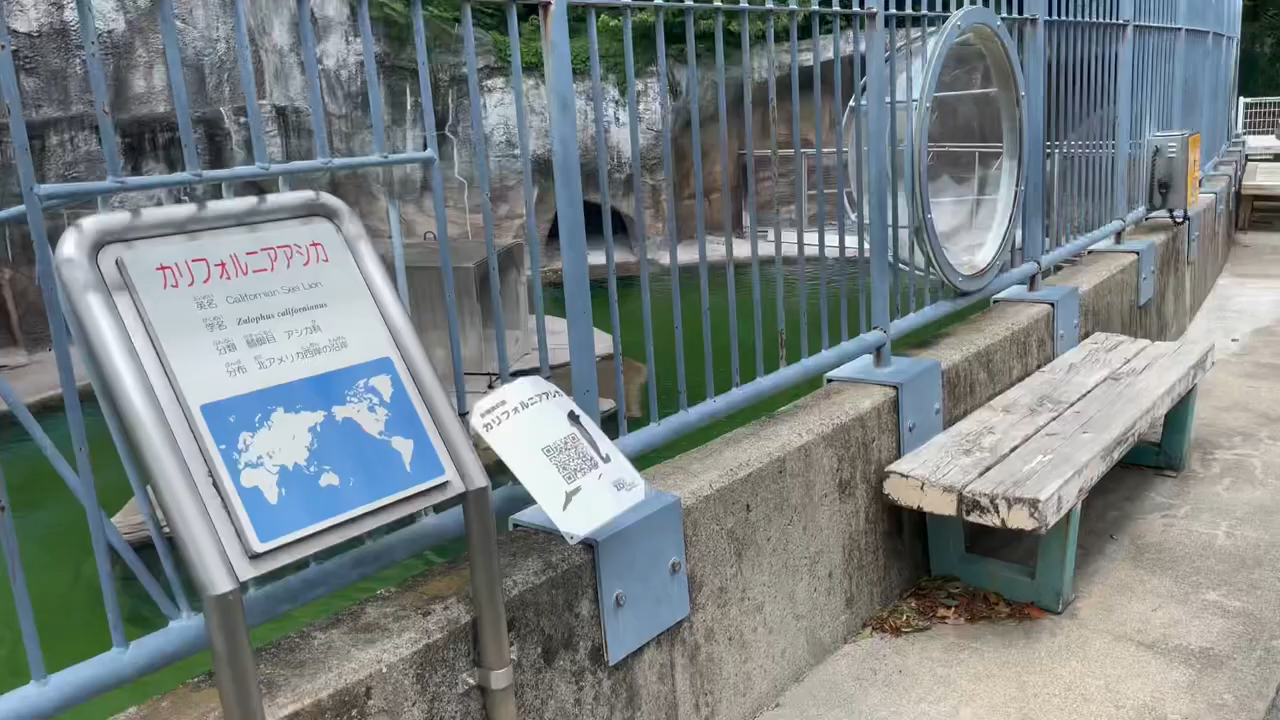 カリフォルニアアシカ
英名 Californian Sea Lion
学名 Zalophus californianus
分類 鰭脚目 アシカ科
分布 北アメリカ西岸の沿岸
カリフォルニアア